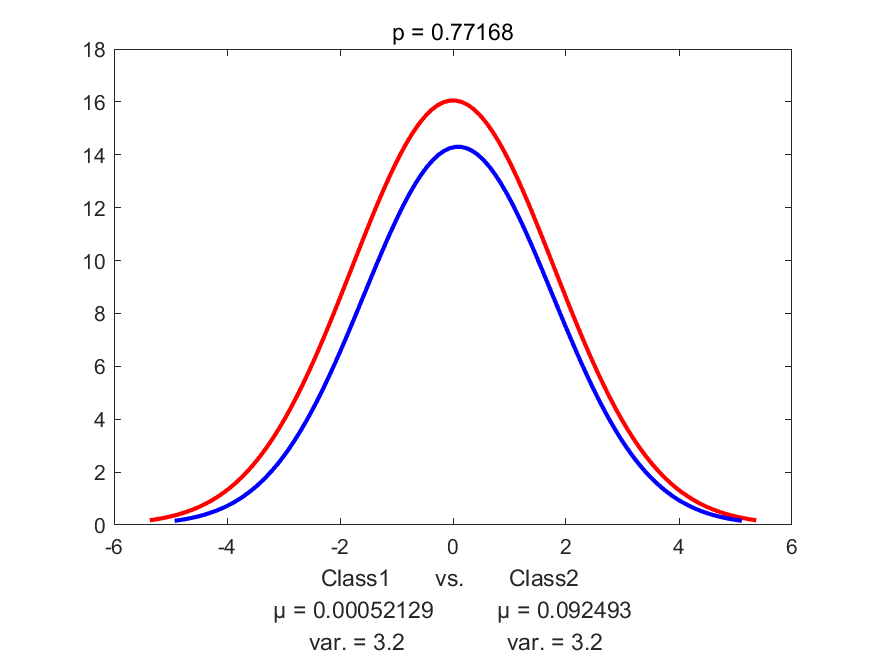 p = 0.77168
18
16
14
12
10
8
6
4
2
0
-6 -4 -2 0 2 4 6
Class1 vs. Class2
μ = 0.00052129 μ = 0.092493
var. = 3.2 var. = 3.2